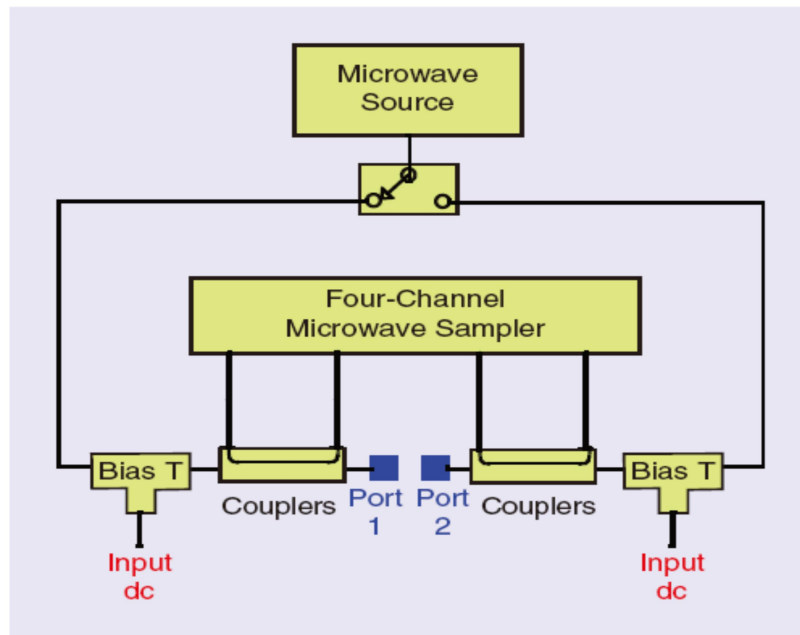 Microwave
Source
Four-Channel
Microwave Sampler
Bias T
Couplers
Port
1
Port
2
Couplers
Bias T
Input
dc
Input
dc